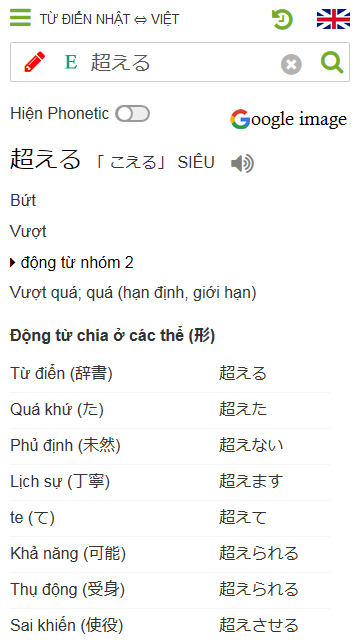 TỪ ĐIỂN NHẬT ⇔ VIỆT
E 超える
Hiện Phonetic
Google image
超える 「 こえる」 SIÊU
Bứt
Vượt
động từ nhóm 2
Vượt quá; quá (hạn định, giới hạn)
Động từ chia ở các thể (形)
Từ điển (辞書) 超える
Quá khứ (た) 超えた
Phủ định (未然) 超えない
Lịch sự (丁寧) 超えます
te (て) 超えて
Khả năng (可能) 超えられる
Thụ động (受身) 超えられる
Sai khiến (使役) 超えさせる